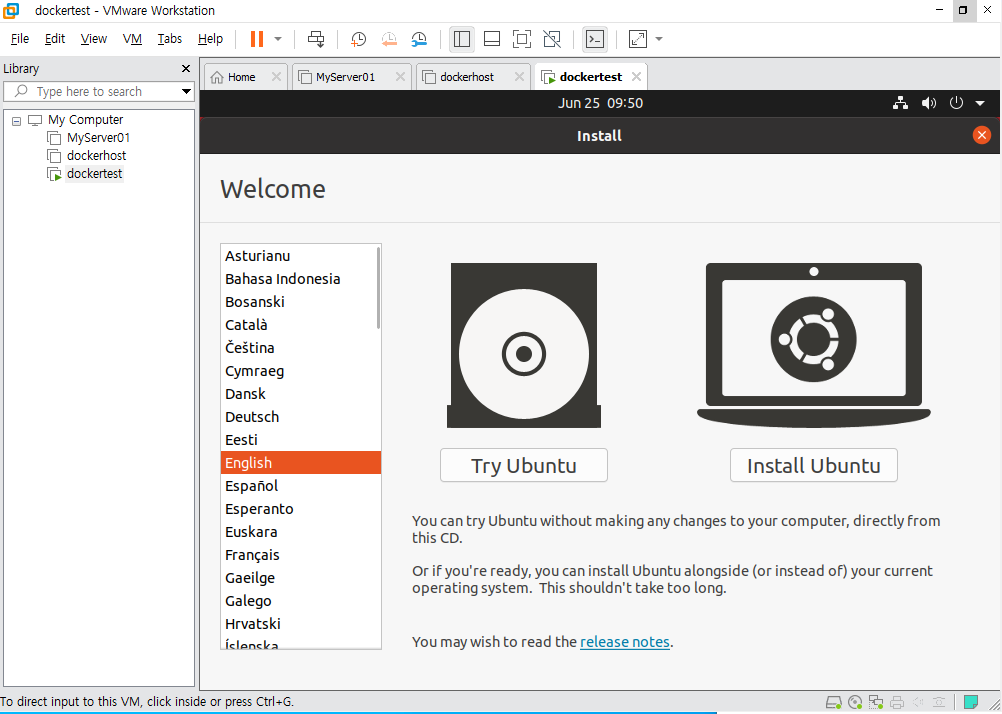 dockertest - VMware Workstation
File Edit View VM Tabs Help
Library
Type here to search
My Computer
MyServer01
dockerhost
dockertest
Home MyServer01 dockerhost dockertest
Jun 25 09:50
Install
Welcome
Asturianu
Bahasa Indonesia
Bosanski
Català
Čeština
Cymraeg
Dansk
Deutsch
Eesti
English
Español
Esperanto
Euskara
Français
Gaeilge
Galego
Hrvatski
Íslenska
Try Ubuntu
Install Ubuntu
You can try Ubuntu without making any changes to your computer, directly from
this CD.
Or if you're ready, you can install Ubuntu alongside (or instead of) your current
operating system. This shouldn't take too long.
You may wish to read the release notes.
To direct input to this VM, click inside or press Ctrl+G.